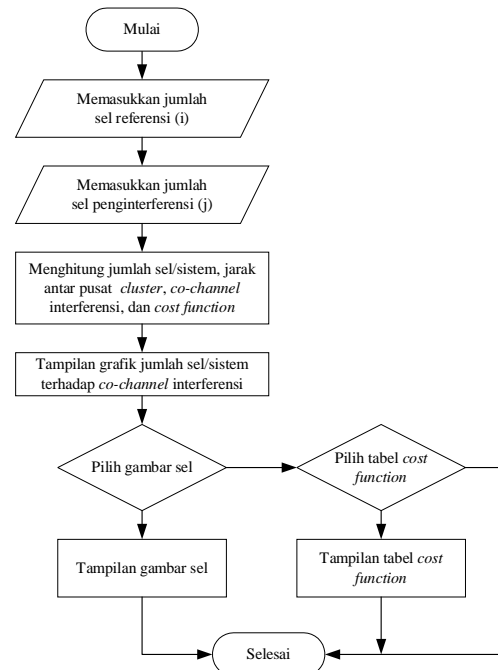 Mulai
Memasukkan jumlah
sel referensi (i)
Memasukkan jumlah
sel penginterferensi (j)
Menghitung jumlah sel/sistem, jarak
antar pusat cluster, co-channel
interferensi, dan cost function
Tampilan grafik jumlah sel/sistem
terhadap co-channel interferensi
Pilih gambar sel
Pilih tabel cost
function
Tampilan gambar sel
Tampilan tabel cost
function
Selesai